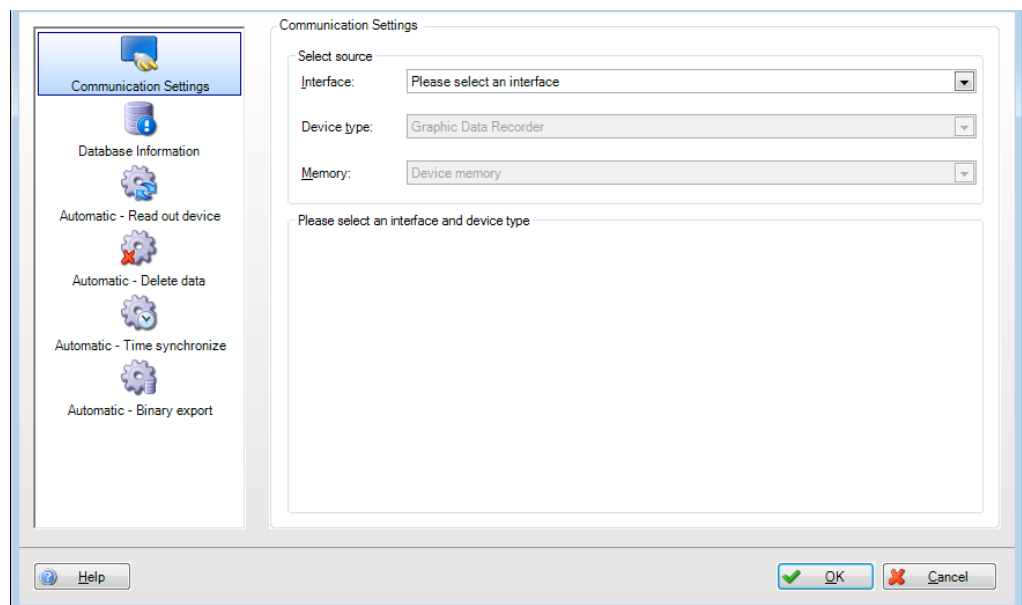 Communication Settings
Database Information
Automatic - Read out device
Automatic - Delete data
Automatic - Time synchronize
Automatic - Binary export
Communication Settings
Select source
Interface: Please select an interface
Device type: Graphic Data Recorder
Memory: Device memory
Please select an interface and device type
Help OK Cancel